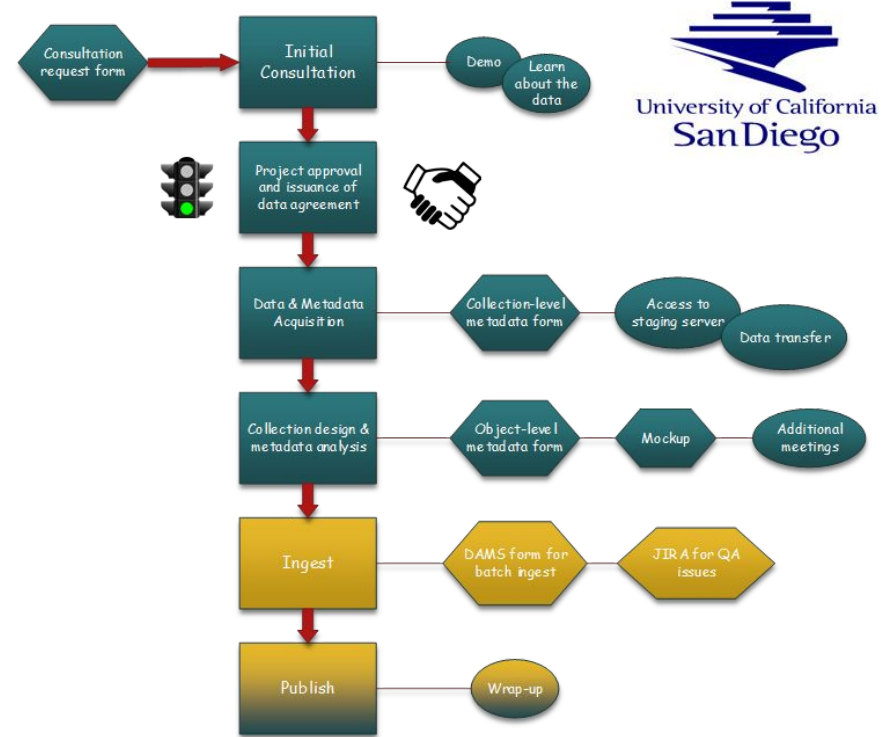 Consultation
request form
Initial
Consultation
Demo
Learn
about the
data
University of California
San Diego
Project approval
and issuance of
data agreement
Data & Metadata
Acquisition
Collection-level
metadata form
Access to
staging server
Data transfer
Collection design &
metadata analysis
Object-level
metadata form
Mockup
Additional
meetings
Ingest
DAMS form for
batch ingest
JIRA for QA
issues
Publish
Wrap-up